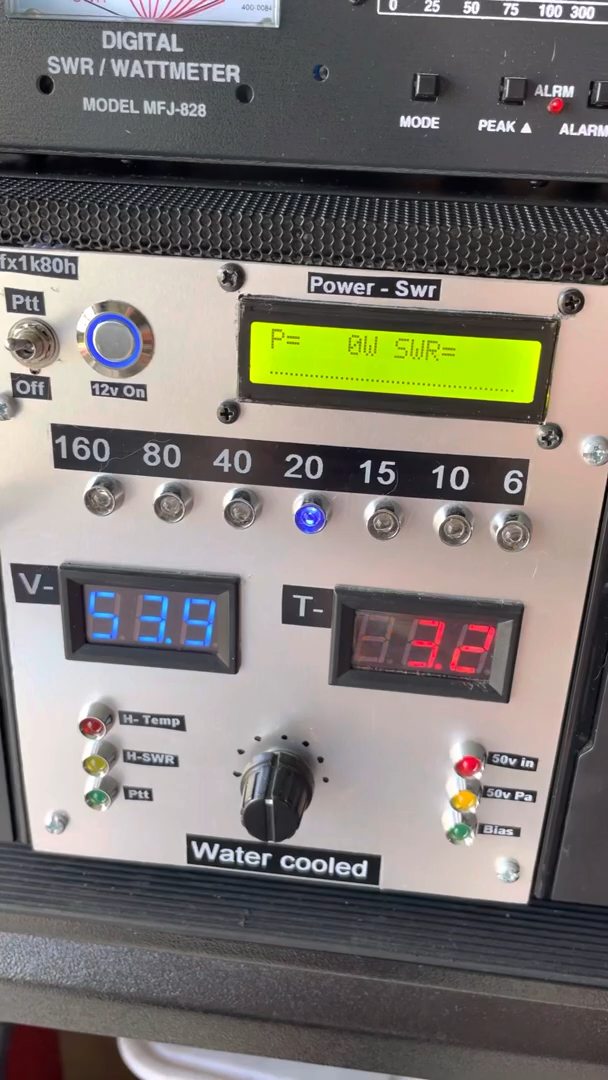 400-0084
0 25 50 75 100 300
DIGITAL
SWR / WATTMETER
MODEL MFJ-828
ALRM
MODE PEAK ▲ ALARM
fx1k80h
Power - Swr
Ptt
P= 0W SWR=
Off
12v On
160 80 40 20 15 10 6
V- 53.9
T- 3.2
H- Temp
50v in
H-SWR
50v Pa
Ptt
Bias
Water cooled